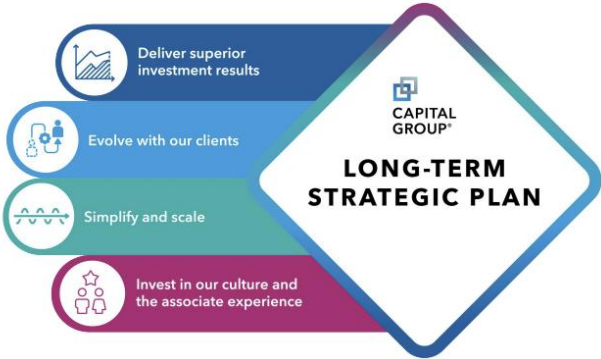 Deliver superior
investment results
Evolve with our clients
Simplify and scale
Invest in our culture and
the associate experience
CAPITAL
GROUP®
LONG-TERM
STRATEGIC PLAN